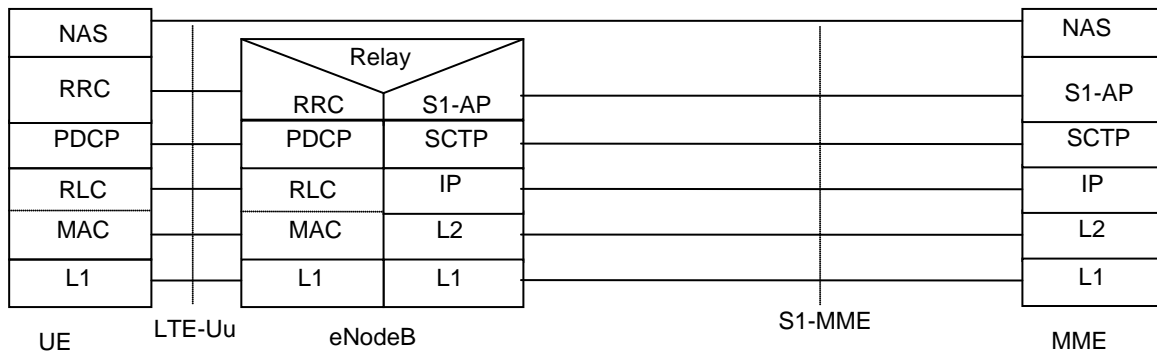 NAS
NAS
Relay
RRC
RRC
S1-AP
S1-AP
PDCP
PDCP
SCTP
SCTP
RLC
RLC
IP
IP
MAC
MAC
L2
L2
L1
L1
L1
L1
UE
LTE-Uu
eNodeB
S1-MME
MME